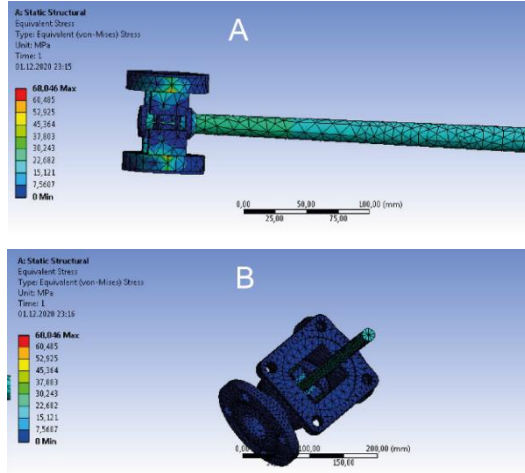 A: Static Structural
Equivalent Stress
Type: Equivalent (von-Mises) Stress
Unit: MPa
Time: 1
01.12.2020 23:15
A
68,046 Max
60,485
52,925
45,364
37,803
30,243
22,682
15,121
7,5607
0 Min
0,00 50,00 100,00 (mm)
25,00 75,00
A: Static Structural
Equivalent Stress
Type: Equivalent (von-Mises) Stress
Unit: MPa
Time: 1
01.12.2020 23:16
B
68,046 Max
60,485
52,925
45,364
37,803
30,243
22,682
15,121
7,5607
0 Min
100,00 200,00 (mm)
150,00